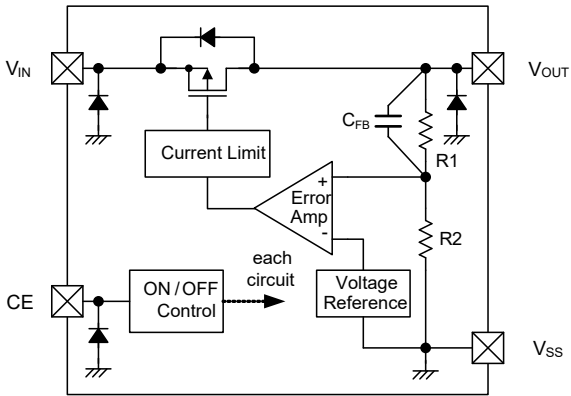 VIN
VOUT
CFB
R1
Current Limit
+
Error
Amp
-
R2
each
circuit
CE
ON / OFF
Control
Voltage
Reference
VSS